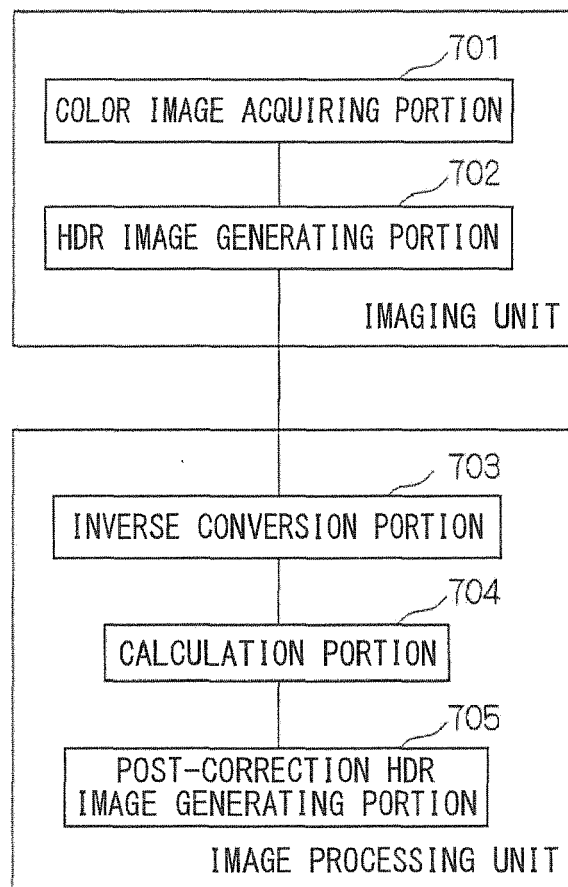 701
COLOR IMAGE ACQUIRING PORTION
702
HDR IMAGE GENERATING PORTION
IMAGING UNIT
703
INVERSE CONVERSION PORTION
704
CALCULATION PORTION
705
POST-CORRECTION HDR
IMAGE GENERATING PORTION
IMAGE PROCESSING UNIT